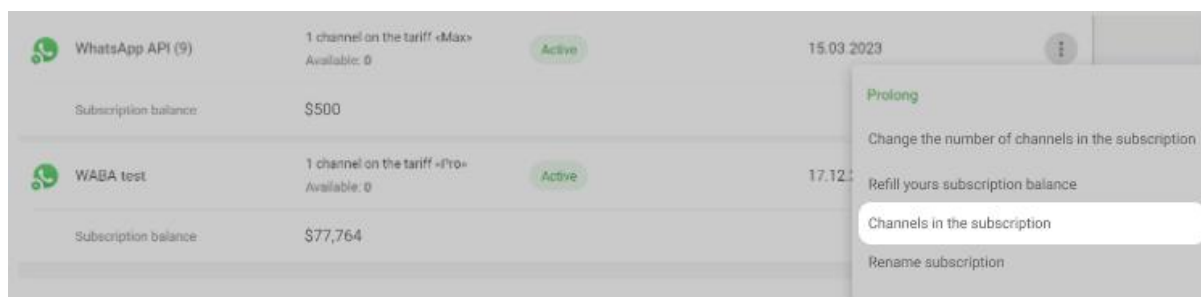 WhatsApp API (9)
1 channel on the tariff «Max»
Available: 0
Active
15.03.2023
Subscription balance
$500
WABA test
1 channel on the tariff «Pro»
Available: 0
Active
17.12.
Subscription balance
$77,764
Prolong
Change the number of channels in the subscription
Refill yours subscription balance
Channels in the subscription
Rename subscription